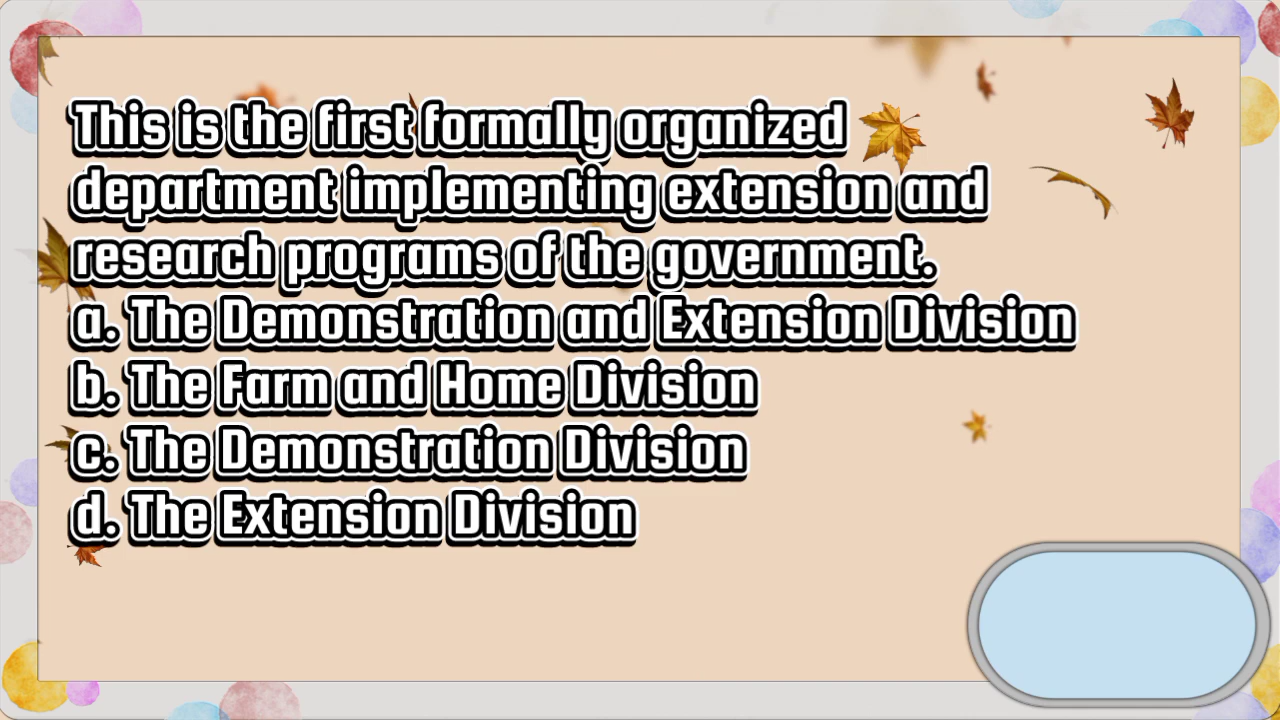 This is the first formally organized
department implementing extension and
research programs of the government.
a. The Demonstration and Extension Division
b. The Farm and Home Division
c. The Demonstration Division
d. The Extension Division